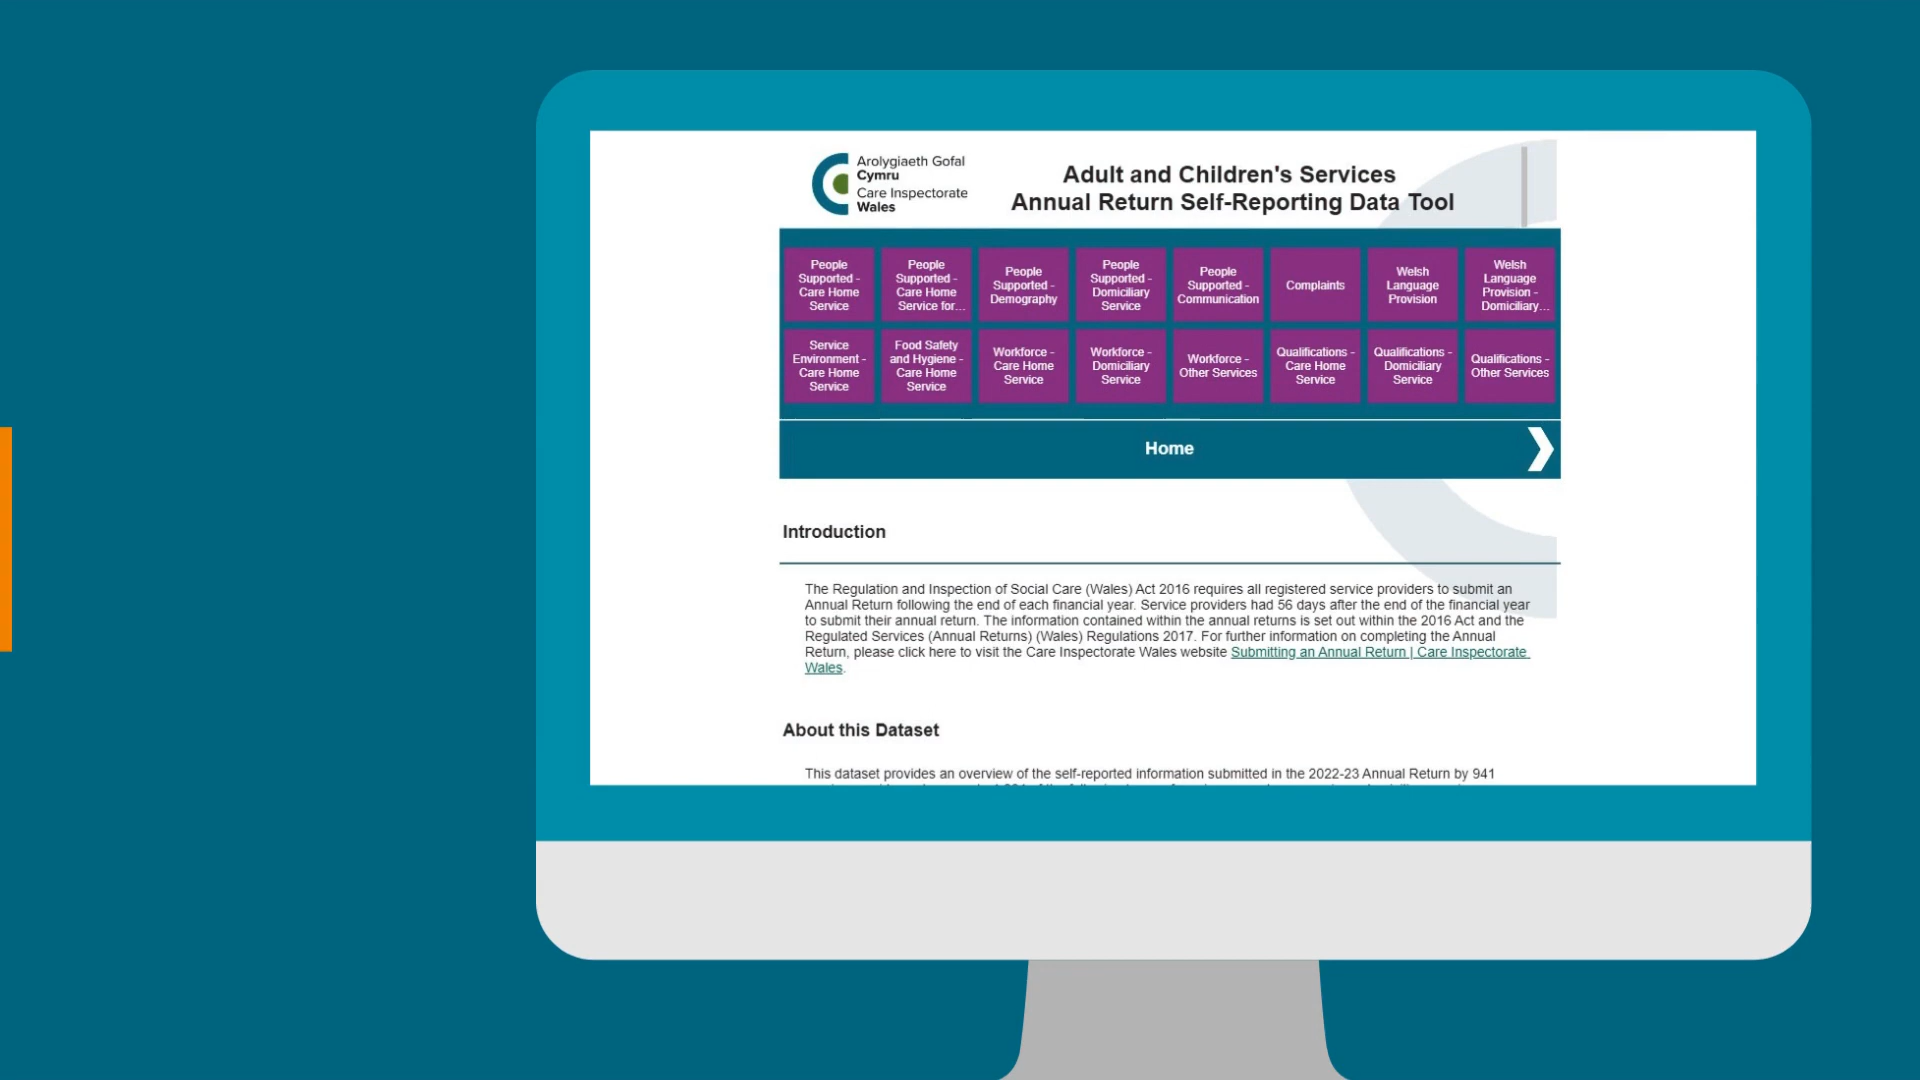 Arolygiaeth Gofal
Cymru
Care Inspectorate
Wales
Adult and Children's Services
Annual Return Self-Reporting Data Tool
People
Supported -
Care Home
Service
People
Supported -
Care Home
Service for...
People
Supported -
Demography
People
Supported -
Domiciliary
Service
People
Supported -
Communication
Complaints
Welsh
Language
Provision
Welsh
Language
Provision -
Domiciliary...
Service
Environment -
Care Home
Service
Food Safety
and Hygiene -
Care Home
Service
Workforce -
Care Home
Service
Workforce -
Domiciliary
Service
Workforce -
Other Services
Qualifications -
Care Home
Service
Qualifications -
Domiciliary
Service
Qualifications -
Other Services
Home
Introduction
The Regulation and Inspection of Social Care (Wales) Act 2016 requires all registered service providers to submit an
Annual Return following the end of each financial year. Service providers had 56 days after the end of the financial year
to submit their annual return. The information contained within the annual returns is set out within the 2016 Act and the
Regulated Services (Annual Returns) (Wales) Regulations 2017. For further information on completing the Annual
Return, please click here to visit the Care Inspectorate Wales website Submitting an Annual Return | Care Inspectorate
Wales.
About this Dataset
This dataset provides an overview of the self-reported information submitted in the 2022-23 Annual Return by 941